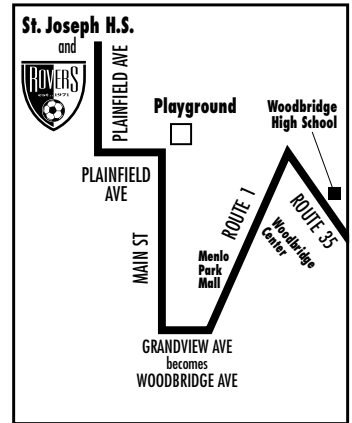 St. Joseph H.S.
and
ROVERS
EST. 1971
PLAINFIELD AVE
Playground
Woodbridge
High School
PLAINFIELD
AVE
MAIN ST
ROUTE 1
ROUTE 35
Menlo
Park
Mall
Woodbridge
Center
GRANDVIEW AVE
becomes
WOODBRIDGE AVE